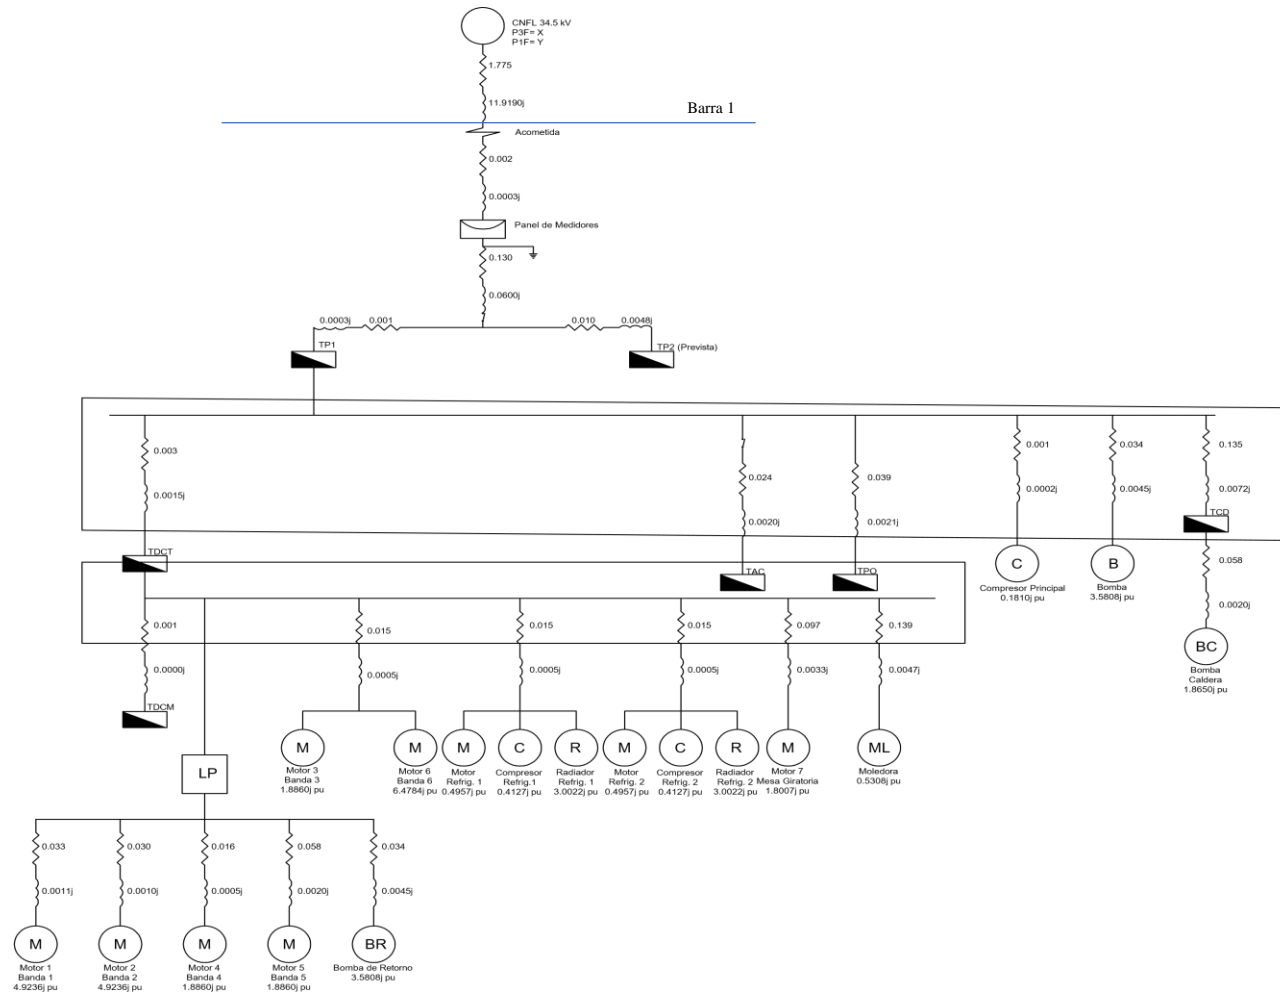 CNFL 34.5 kV
P3F= X
P1F= Y
1.775
11.9190j
Barra 1
Acometida
0.002
0.0003j
Panel de Medidores
0.130
0.0600j
0.0003j
0.001
0.010
0.0048j
TP1
TP2 (Prevista)
0.003
0.0015j
0.024
0.0020j
0.039
0.0021j
0.001
0.0002j
0.034
0.0045j
0.135
0.0072j
TCD
TDCT
TAC
TPO
C
Compresor Principal
0.1810j pu
B
Bomba
3.5808j pu
0.058
0.0020j
BC
Bomba
Caldera
1.8650j pu
0.001
0.0000j
TDCM
0.015
0.0005j
0.015
0.0005j
0.015
0.0005j
0.097
0.0033j
0.139
0.0047j
M
Motor 3
Banda 3
1.8860j pu
M
Motor 6
Banda 6
6.4784j pu
M
Motor
Refrig. 1
0.4957j pu
C
Compresor
Refrig.1
0.4127j pu
R
Radiador
Refrig. 1
3.0022j pu
M
Motor
Refrig. 2
0.4957j pu
C
Compresor
Refrig. 2
0.4127j pu
R
Radiador
Refrig. 2
3.0022j pu
M
Motor 7
Mesa Giratoria
1.8007j pu
ML
Moledora
0.5308j pu
LP
0.033
0.0011j
0.030
0.0010j
0.016
0.0005j
0.058
0.0020j
0.034
0.0045j
M
Motor 1
Banda 1
4.9236j pu
M
Motor 2
Banda 2
4.9236j pu
M
Motor 4
Banda 4
1.8860j pu
M
Motor 5
Banda 5
1.8860j pu
BR
Bomba de Retorno
3.5808j pu